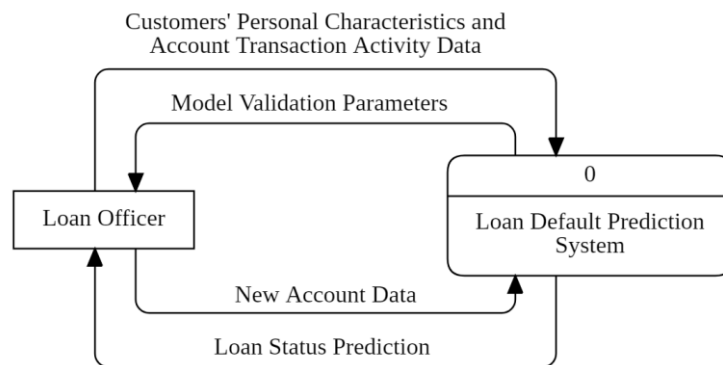 Customers' Personal Characteristics and
Account Transaction Activity Data
Model Validation Parameters
0
Loan Officer
Loan Default Prediction
System
New Account Data
Loan Status Prediction